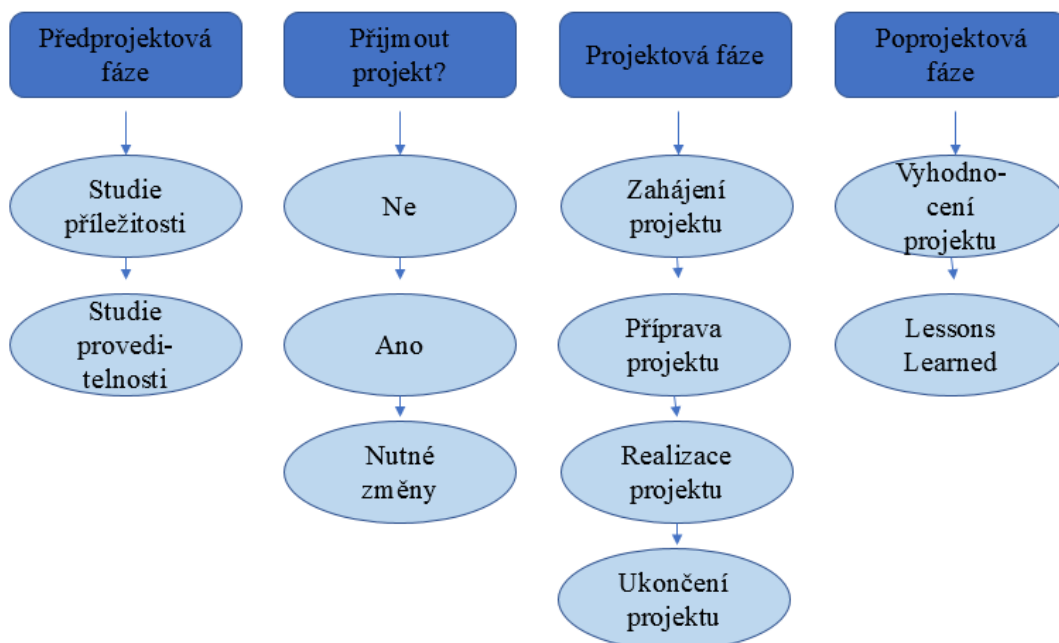 Předprojektová
fáze
Přijmout
projekt?
Projektová fáze
Poprojektová
fáze
Studie
příležitosti
Ne
Zahájení
projektu
Vyhodno-
cení
projektu
Studie
provedi-
telnosti
Ano
Příprava
projektu
Lessons
Learned
Nutné
změny
Realizace
projektu
Ukončení
projektu